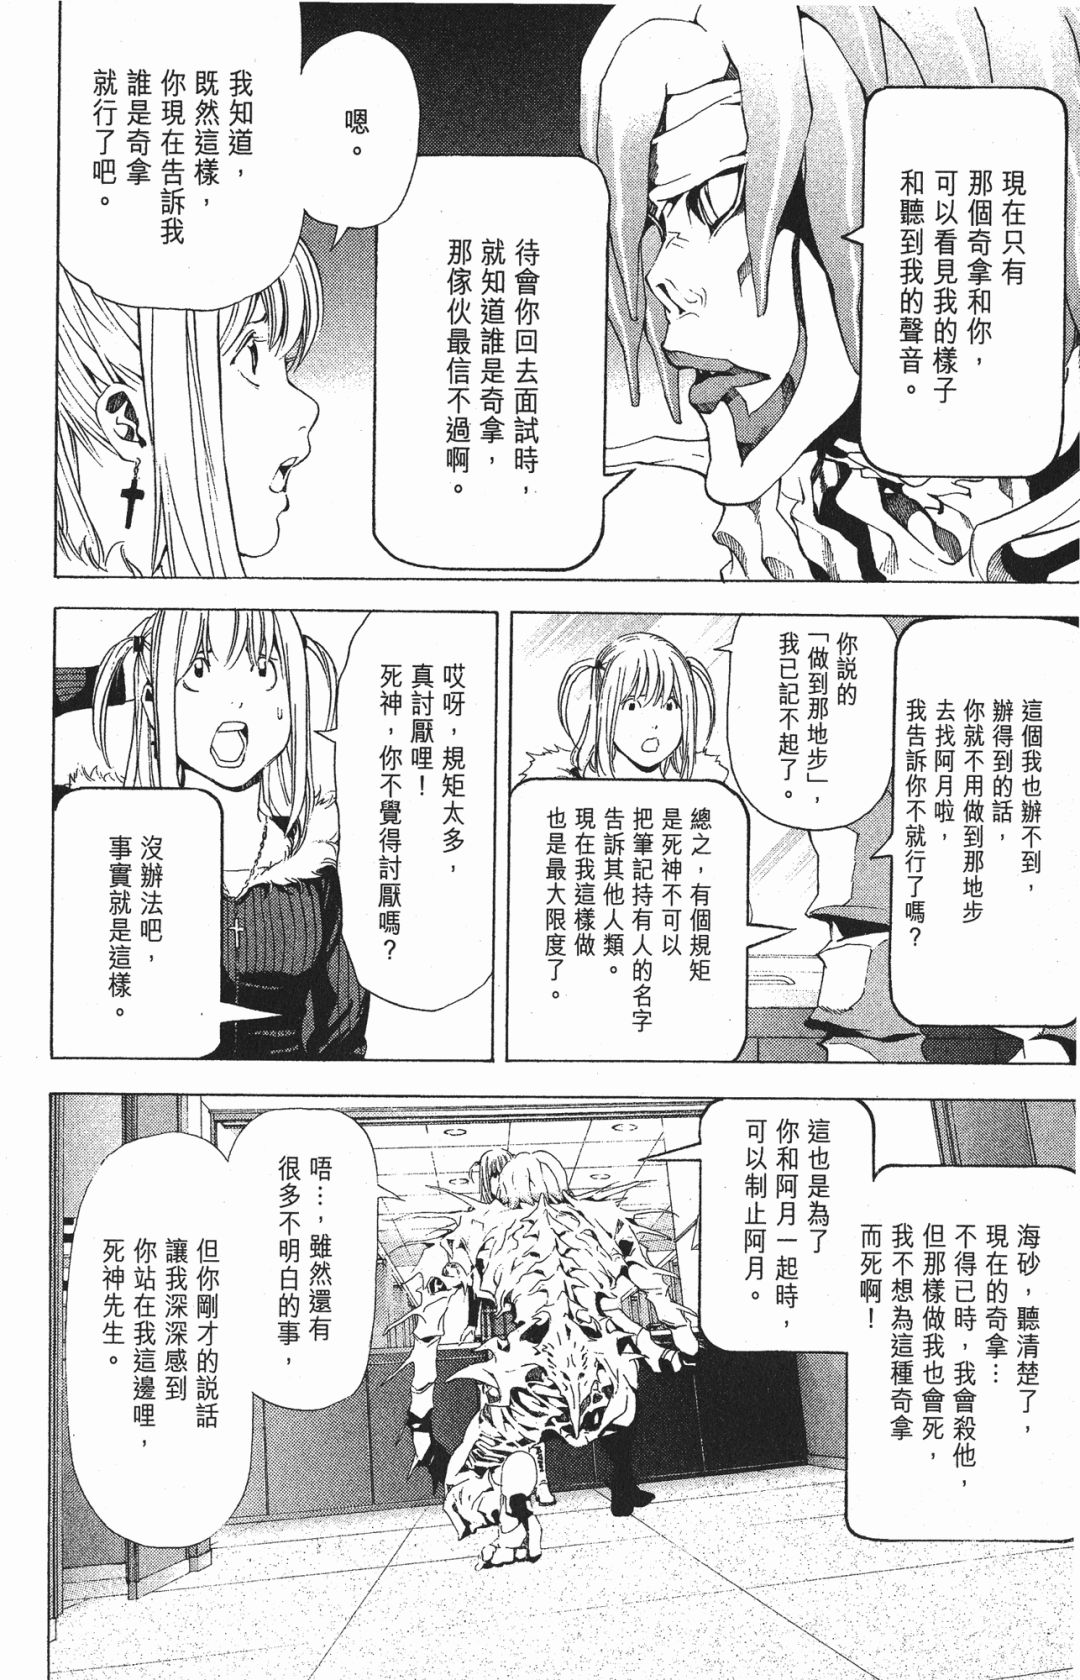 現在只有
那個奇拿和你，
可以看見我的樣子
和聽到我的聲音。
待會你回去面試時，
就知道誰是奇拿，
那傢伙最信不過啊。
嗯。
我知道，
既然這樣，
你現在告訴我
誰是奇拿
就行了吧。
這個我也辦不到，
辦得到的話，
你就不用做到那地步
去找阿月啦，
我告訴你不就行了嗎？
你說的
「做到那地步」，
我已記不起了。
總之，有個規矩
是死神不可以
把筆記持有人的名字
告訴其他人類。
現在我這樣做
也是最大限度了。
哎呀，規矩太多，
真討厭哩！
死神，你不覺得討厭嗎？
沒辦法吧，
事實就是這樣。
海砂，聽清楚了，
現在的奇拿…
不得已時，我會殺他，
但那樣做我也會死，
我不想為這種奇拿
而死啊！
這也是為了
你和阿月一起時，
可以制止阿月。
唔…，雖然還有
很多不明白的事，
但你剛才的說話
讓我深深感到
你站在我這邊哩，
死神先生。